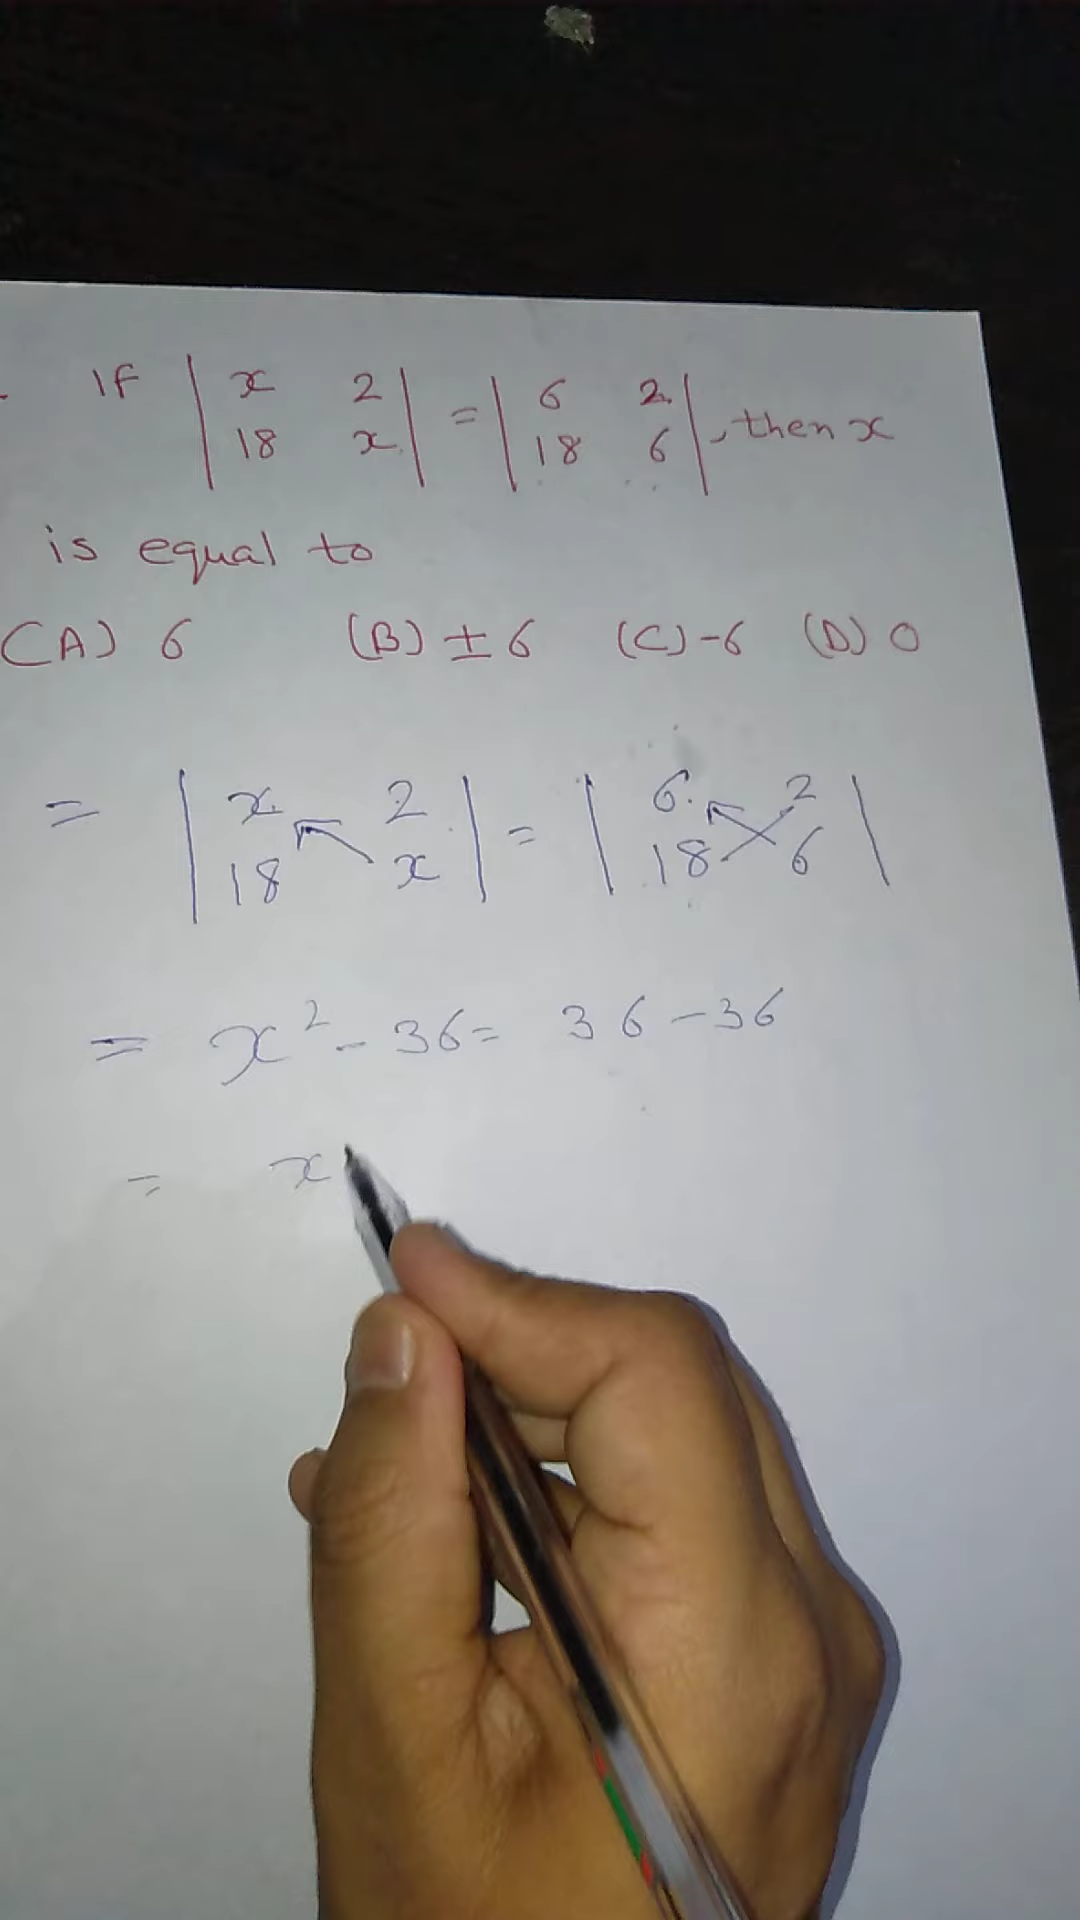 If | x 2 | = | 6 2 |, then x
| 18 x | | 18 6 |
is equal to
(A) 6 (B) ±6 (C) -6 (D) 0
= | x 2 | = | 6 2 |
| 18 x | | 18 6 |
= x² - 36 = 36 - 36
= x